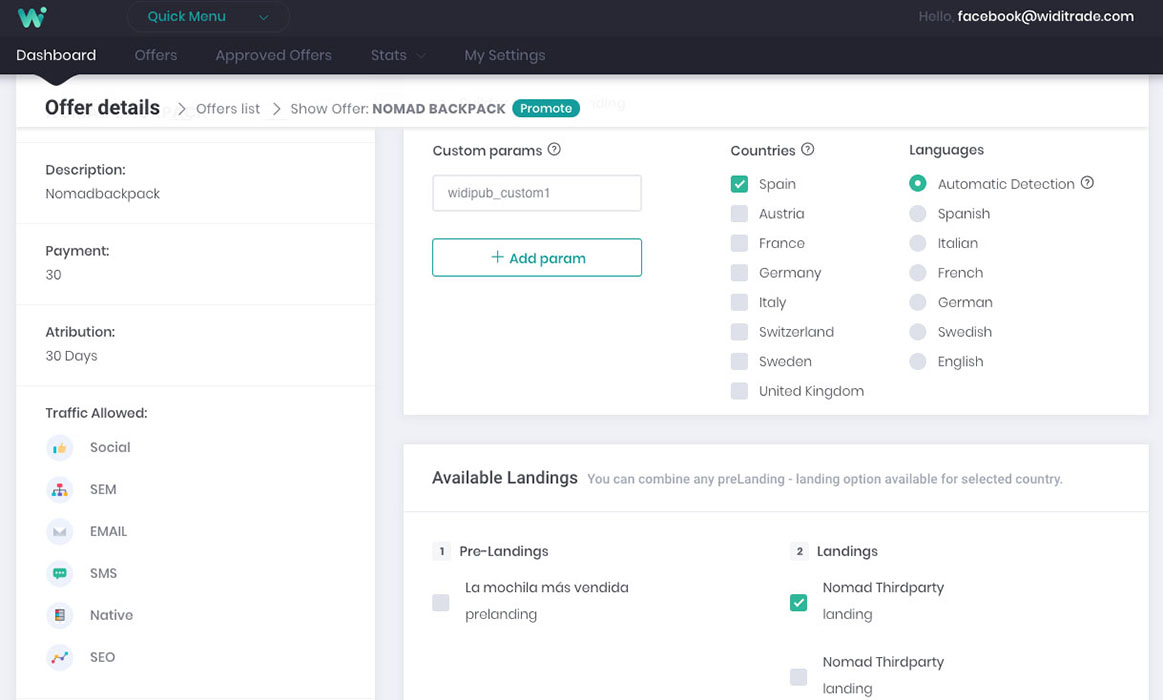 Quick Menu
Hello, facebook@widitrade.com
Dashboard
Offers
Approved Offers
Stats
My Settings
Offer details
Offers list
Show Offer: NOMAD BACKPACK
Promote
Description:
Nomadbackpack
Payment:
30
Atribution:
30 Days
Traffic Allowed:
Social
SEM
EMAIL
SMS
Native
SEO
Custom params
widipub_custom1
+ Add param
Countries
Spain
Austria
France
Germany
Italy
Switzerland
Sweden
United Kingdom
Languages
Automatic Detection
Spanish
Italian
French
German
Swedish
English
Available Landings
You can combine any preLanding - landing option available for selected country.
1 Pre-Landings
La mochila más vendida
prelanding
2 Landings
Nomad Thirdparty
landing
Nomad Thirdparty
landing